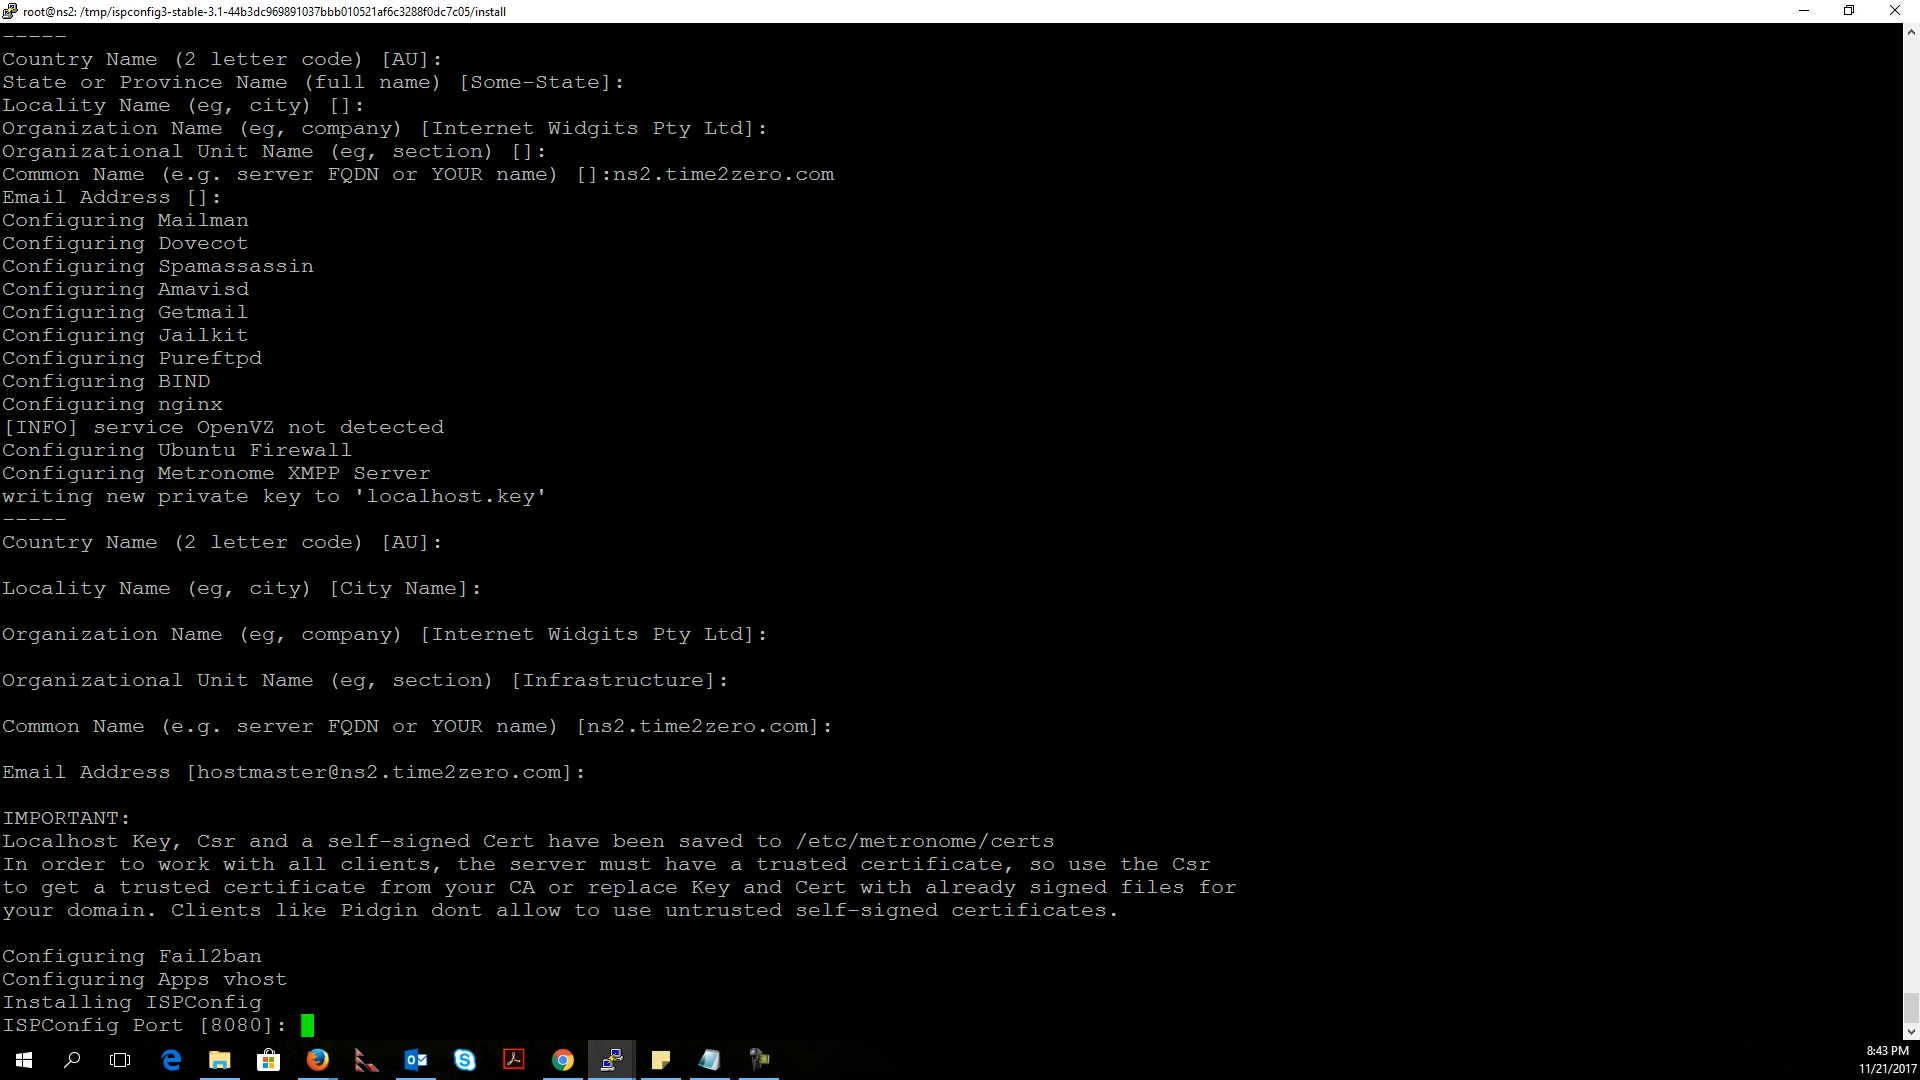 root@ns2: /tmp/ispconfig3-stable-3.1-44b3dc969891037bbb010521af6c3288f0dc7c05/install
-----
Country Name (2 letter code) [AU]:
State or Province Name (full name) [Some-State]:
Locality Name (eg, city) []:
Organization Name (eg, company) [Internet Widgits Pty Ltd]:
Organizational Unit Name (eg, section) []:
Common Name (e.g. server FQDN or YOUR name) []:ns2.time2zero.com
Email Address []:
Configuring Mailman
Configuring Dovecot
Configuring Spamassassin
Configuring Amavisd
Configuring Getmail
Configuring Jailkit
Configuring Pureftpd
Configuring BIND
Configuring nginx
[INFO] service OpenVZ not detected
Configuring Ubuntu Firewall
Configuring Metronome XMPP Server
writing new private key to 'localhost.key'
-----
Country Name (2 letter code) [AU]:
Locality Name (eg, city) [City Name]:
Organization Name (eg, company) [Internet Widgits Pty Ltd]:
Organizational Unit Name (eg, section) [Infrastructure]:
Common Name (e.g. server FQDN or YOUR name) [ns2.time2zero.com]:
Email Address [hostmaster@ns2.time2zero.com]:
IMPORTANT:
Localhost Key, Csr and a self-signed Cert have been saved to /etc/metronome/certs
In order to work with all clients, the server must have a trusted certificate, so use the Csr
to get a trusted certificate from your CA or replace Key and Cert with already signed files for
your domain. Clients like Pidgin dont allow to use untrusted self-signed certificates.
Configuring Fail2ban
Configuring Apps vhost
Installing ISPConfig
ISPConfig Port [8080]:
8:43 PM
11/21/2017